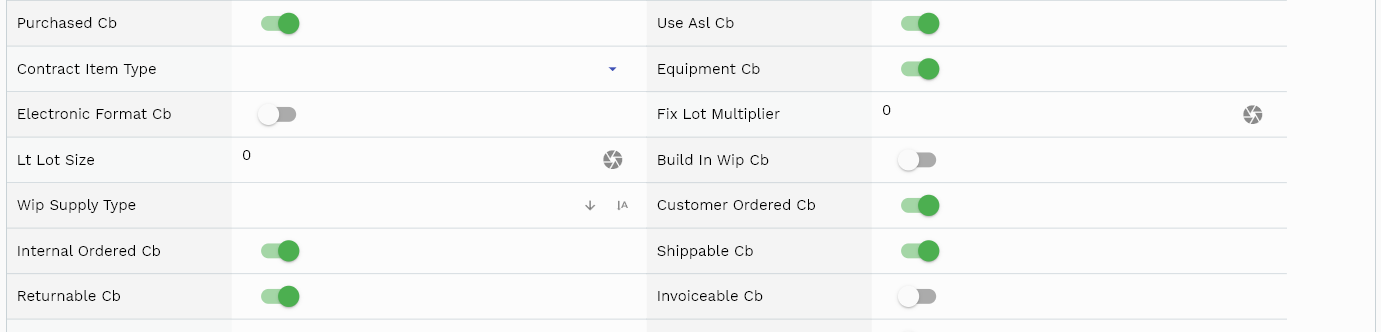 Purchased Cb
Use Asl Cb
Contract Item Type
Equipment Cb
Electronic Format Cb
Fix Lot Multiplier 0
Lt Lot Size 0
Build In Wip Cb
Wip Supply Type
A
Customer Ordered Cb
Internal Ordered Cb
Shippable Cb
Returnable Cb
Invoiceable Cb